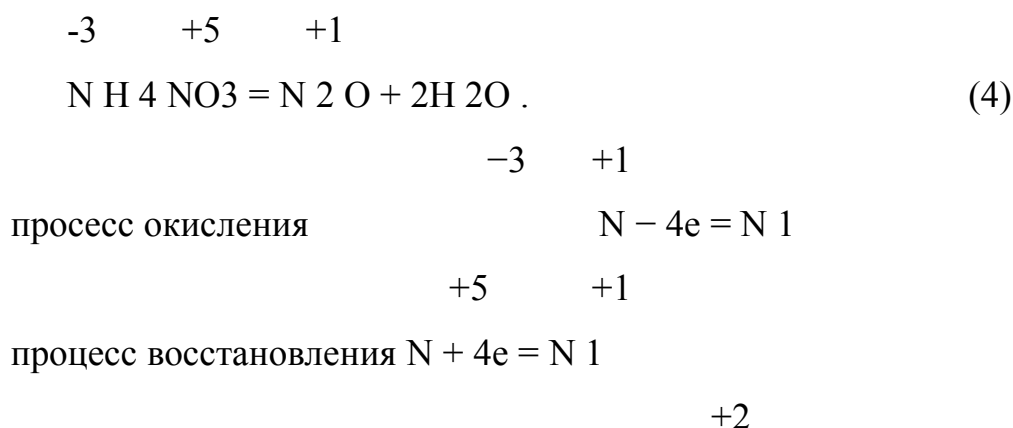 -3 +5 +1
N H 4 NO3 = N 2 O + 2H 2O . (4)
−3 +1
просесс окисления N − 4e = N 1
+5 +1
процесс восстановления N + 4e = N 1
+2